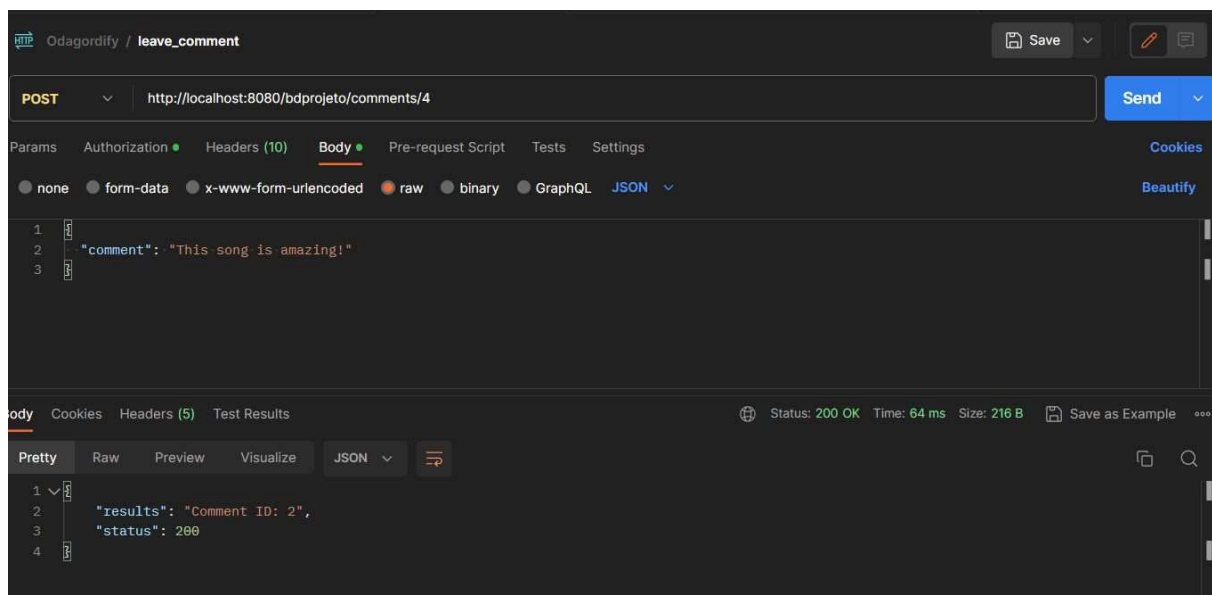 HTTP Odagordify / leave_comment Save
POST http://localhost:8080/bdprojeto/comments/4 Send
Params Authorization Headers (10) Body Pre-request Script Tests Settings Cookies
none form-data x-www-form-urlencoded raw binary GraphQL JSON Beautify
1 {
2 "comment": "This song is amazing!"
3 }
ody Cookies Headers (5) Test Results Status: 200 OK Time: 64 ms Size: 216 B Save as Example
Pretty Raw Preview Visualize JSON
1 {
2 "results": "Comment ID: 2",
3 "status": 200
4 }